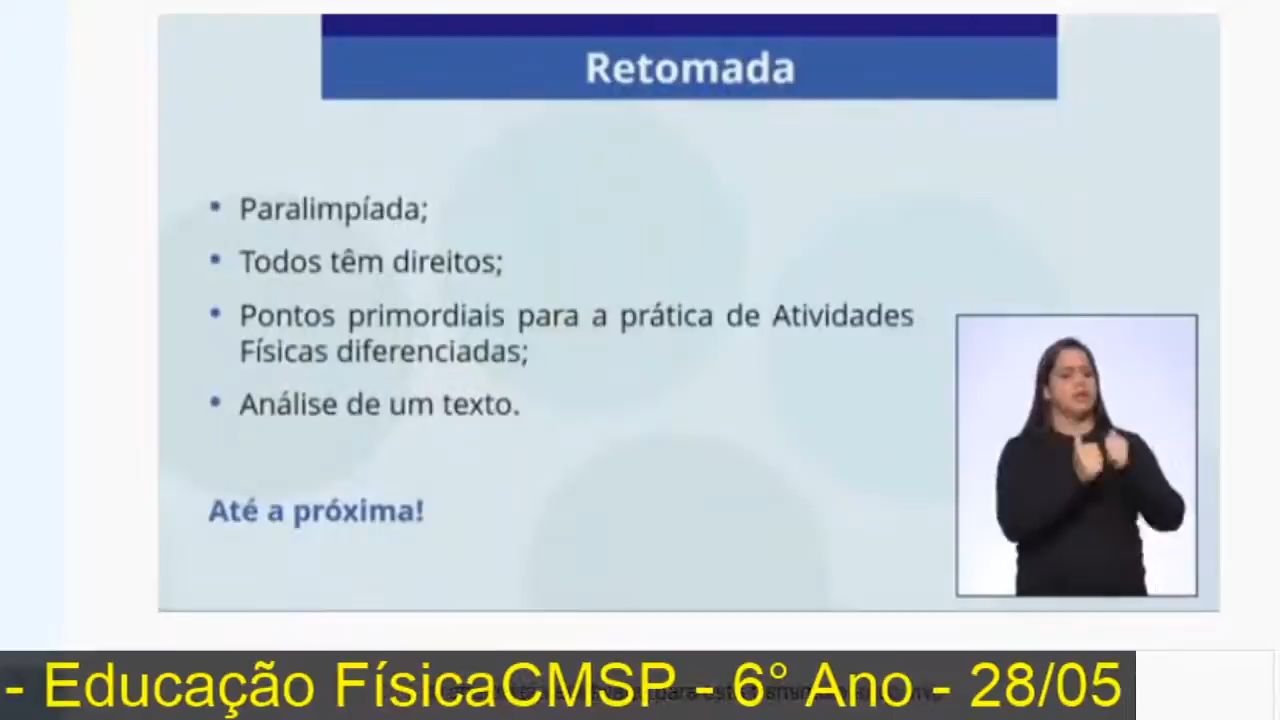 Retomada
• Paralimpíada;
• Todos têm direitos;
• Pontos primordiais para a prática de Atividades
Físicas diferenciadas;
• Análise de um texto.
Até a próxima!
- Educação FísicaCMSP - 6° Ano - 28/05